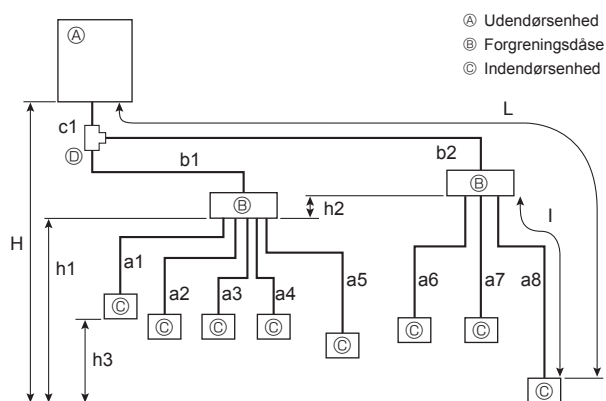 Ⓐ Udendørsenhed
Ⓑ Forgreningsdåse
Ⓒ Indendørsenhed
Ⓐ
L
c1
Ⓓ
b1
b2
Ⓑ
Ⓑ
h2
l
H
h1
a1
a2
a3
a4
a5
a6
a7
a8
Ⓒ
Ⓒ
Ⓒ
Ⓒ
Ⓒ
Ⓒ
Ⓒ
Ⓒ
h3